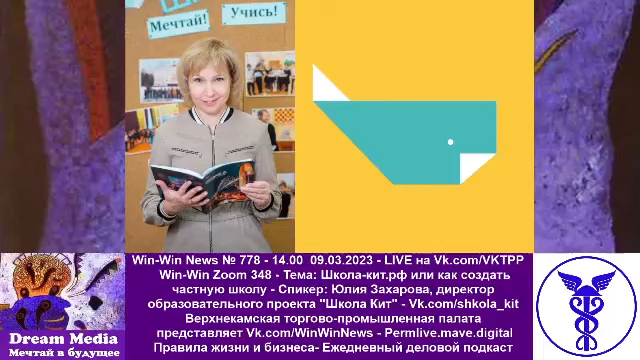 Мечтай!
Учись!
Win-Win News № 778 - 14.00 09.03.2023 - LIVE на Vk.com/VKTPP
Win-Win Zoom 348 - Тема: Школа-кит.рф или как создать
частную школу - Спикер: Юлия Захарова, директор
образовательного проекта "Школа Кит" - Vk.com/shkola_kit
Верхнекамская торгово-промышленная палата
представляет Vk.com/WinWinNews - Permlive.mave.digital
Правила жизни и бизнеса- Ежедневный деловой подкаст
Dream Media
Мечтай в будущее